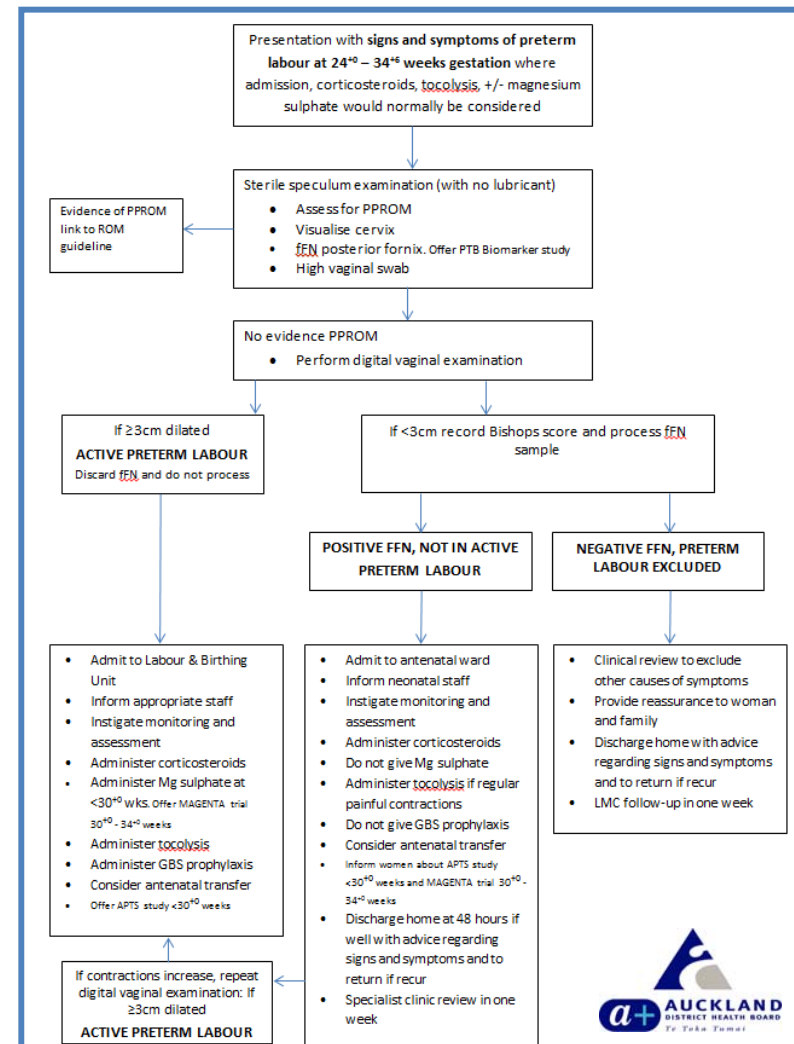 Presentation with signs and symptoms of preterm
labour at 24⁺⁰ – 34⁺⁶ weeks gestation where
admission, corticosteroids, tocolysis, +/- magnesium
sulphate would normally be considered
Sterile speculum examination (with no lubricant)
• Assess for PPROM
• Visualise cervix
• fFN posterior fornix. Offer PTB Biomarker study
• High vaginal swab
Evidence of PPROM
link to ROM
guideline
No evidence PPROM
• Perform digital vaginal examination
If ≥3cm dilated
ACTIVE PRETERM LABOUR
Discard fFN and do not process
If <3cm record Bishops score and process fFN
sample
POSITIVE FFN, NOT IN ACTIVE
PRETERM LABOUR
NEGATIVE FFN, PRETERM
LABOUR EXCLUDED
• Admit to Labour & Birthing
Unit
• Inform appropriate staff
• Instigate monitoring and
assessment
• Administer corticosteroids
• Administer Mg sulphate at
<30⁺⁰ wks. Offer MAGENTA trial
30⁺⁰ - 34⁺⁰ weeks
• Administer tocolysis
• Administer GBS prophylaxis
• Consider antenatal transfer
• Offer APTS study <30⁺⁰ weeks
• Admit to antenatal ward
• Inform neonatal staff
• Instigate monitoring and
assessment
• Administer corticosteroids
• Do not give Mg sulphate
• Administer tocolysis if regular
painful contractions
• Do not give GBS prophylaxis
• Consider antenatal transfer
• Inform women about APTS study
<30⁺⁰ weeks and MAGENTA trial 30⁺⁰ -
34⁺⁰ weeks
• Discharge home at 48 hours if
well with advice regarding
signs and symptoms and to
return if recur
• Specialist clinic review in one
week
• Clinical review to exclude
other causes of symptoms
• Provide reassurance to woman
and family
• Discharge home with advice
regarding signs and symptoms
and to return if recur
• LMC follow-up in one week
If contractions increase, repeat
digital vaginal examination: If
≥3cm dilated
ACTIVE PRETERM LABOUR
a+ AUCKLAND
DISTRICT HEALTH BOARD
Te Toka Tumai